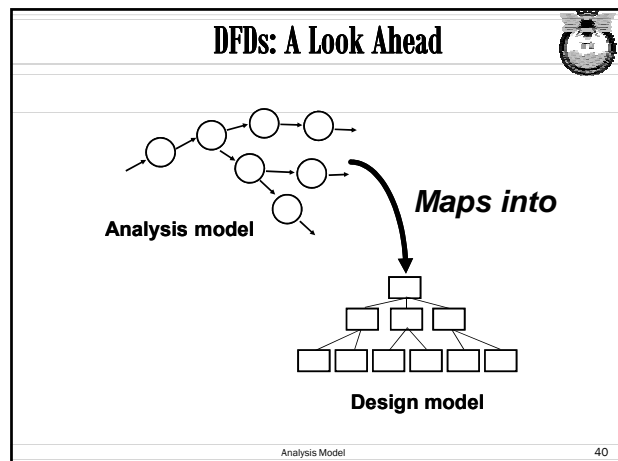 DFDs: A Look Ahead
Maps into
Analysis model
Design model
Analysis Model
40